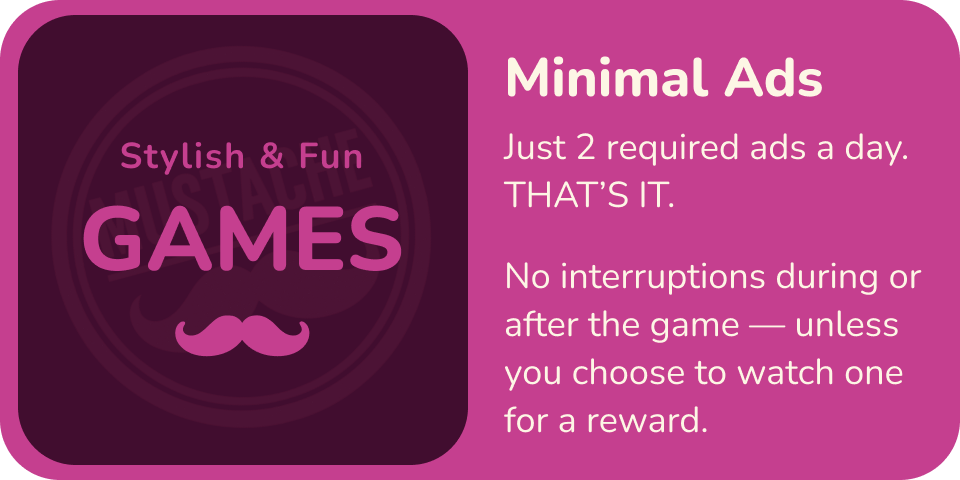 MUSTACHE
Stylish & Fun
GAMES
Minimal Ads
Just 2 required ads a day.
THAT’S IT.
No interruptions during or
after the game — unless
you choose to watch one
for a reward.